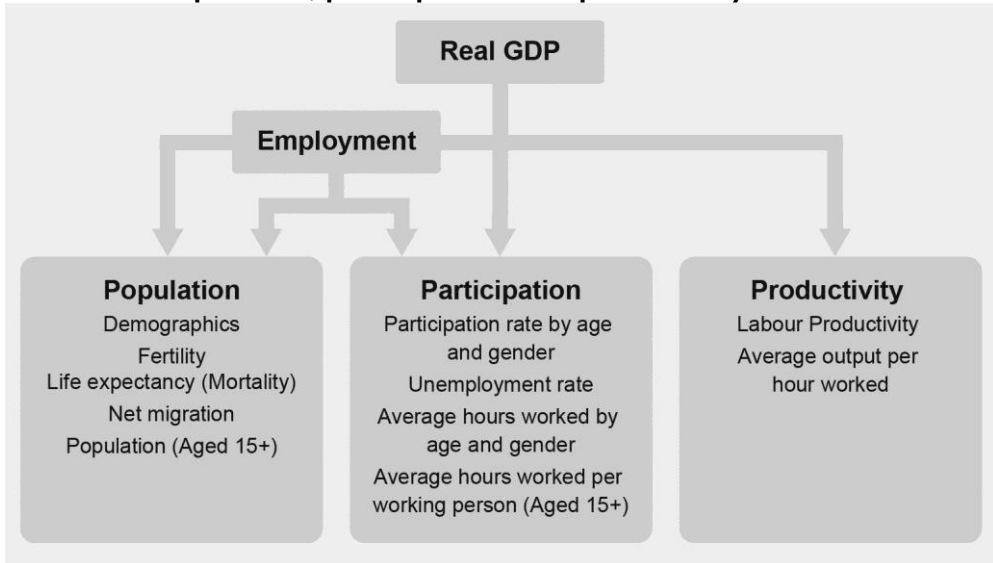 Real GDP
Employment
Population
Demographics
Fertility
Life expectancy (Mortality)
Net migration
Population (Aged 15+)
Participation
Participation rate by age
and gender
Unemployment rate
Average hours worked by
age and gender
Average hours worked per
working person (Aged 15+)
Productivity
Labour Productivity
Average output per
hour worked